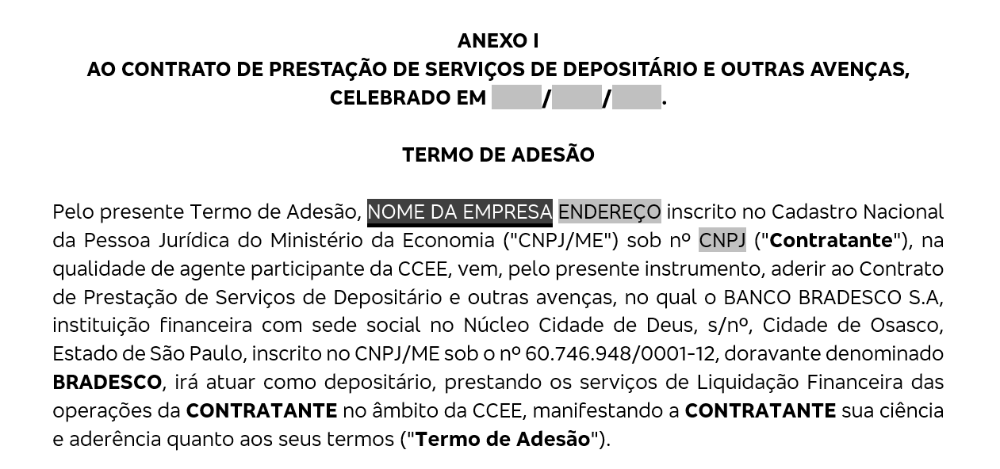 ANEXO I
AO CONTRATO DE PRESTAÇÃO DE SERVIÇOS DE DEPOSITÁRIO E OUTRAS AVENÇAS,
CELEBRADO EM / / .
TERMO DE ADESÃO
Pelo presente Termo de Adesão, NOME DA EMPRESA ENDEREÇO inscrito no Cadastro Nacional
da Pessoa Jurídica do Ministério da Economia ("CNPJ/ME") sob nº CNPJ ("Contratante"), na
qualidade de agente participante da CCEE, vem, pelo presente instrumento, aderir ao Contrato
de Prestação de Serviços de Depositário e outras avenças, no qual o BANCO BRADESCO S.A,
instituição financeira com sede social no Núcleo Cidade de Deus, s/nº, Cidade de Osasco,
Estado de São Paulo, inscrito no CNPJ/ME sob o nº 60.746.948/0001-12, doravante denominado
BRADESCO, irá atuar como depositário, prestando os serviços de Liquidação Financeira das
operações da CONTRATANTE no âmbito da CCEE, manifestando a CONTRATANTE sua ciência
e aderência quanto aos seus termos ("Termo de Adesão").